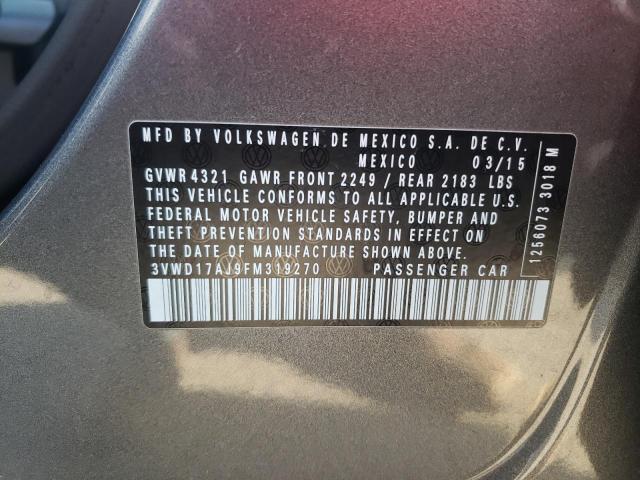 MFD BY VOLKSWAGEN DE MEXICO S.A. DE C.V.
MEXICO 03/15
GVWR 4321 GAWR FRONT 2249 / REAR 2183 LBS
THIS VEHICLE CONFORMS TO ALL APPLICABLE U.S.
FEDERAL MOTOR VEHICLE SAFETY, BUMPER AND
THEFT PREVENTION STANDARDS IN EFFECT ON
THE DATE OF MANUFACTURE SHOWN ABOVE.
3VWD17AJ9FM319270 PASSENGER CAR
1256073 3018 M